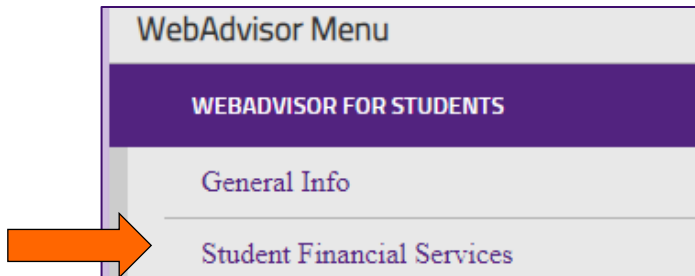 WebAdvisor Menu
WEBADVISOR FOR STUDENTS
General Info
Student Financial Services